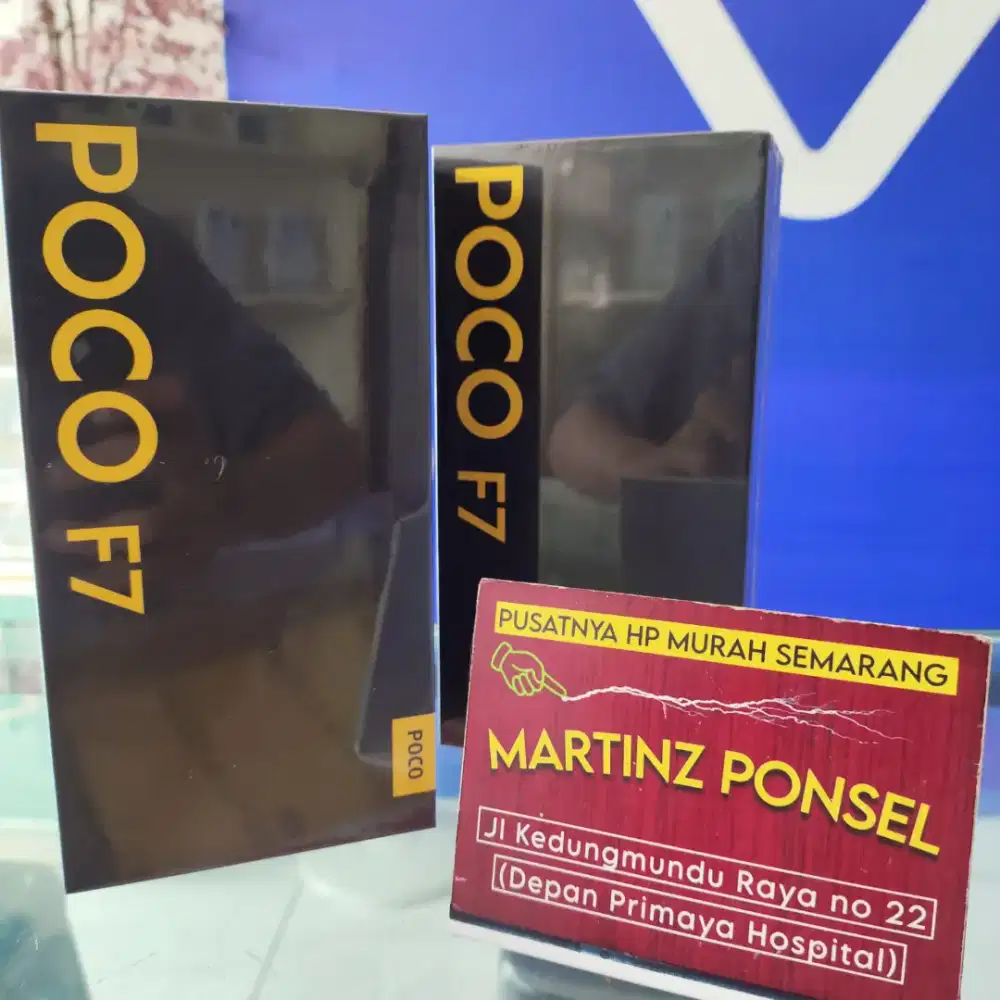 POCO F7
POCO
POCO F7
PUSATNYA HP MURAH SEMARANG
MARTINZ PONSEL
Jl Kedungmundu Raya no 22
(Depan Primaya Hospital)